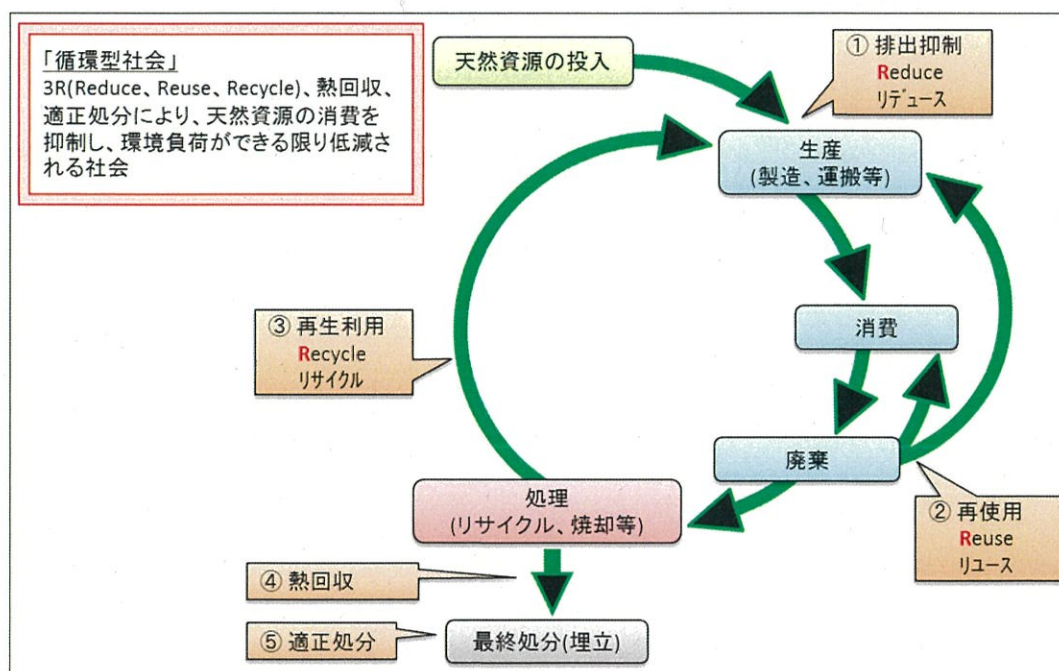 「循環型社会」
3R(Reduce、Reuse、Recycle)、熱回収、
適正処分により、天然資源の消費を
抑制し、環境負荷ができる限り低減さ
れる社会
天然資源の投入
① 排出抑制
Reduce
リデュース
生産
(製造、運搬等)
消費
③ 再生利用
Recycle
リサイクル
廃棄
処理
(リサイクル、焼却等)
② 再使用
Reuse
リユース
④ 熱回収
⑤ 適正処分
最終処分(埋立)